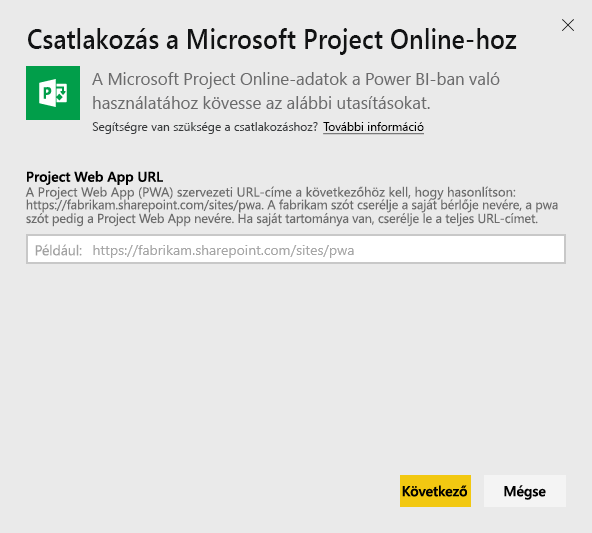 Csatlakozás a Microsoft Project Online-hoz
A Microsoft Project Online-adatok a Power BI-ban való
használatához kövesse az alábbi utasításokat.
Segítségre van szüksége a csatlakozáshoz? További információ
Project Web App URL
A Project Web App (PWA) szervezeti URL-címe a következőhöz kell, hogy hasonlítson:
https://fabrikam.sharepoint.com/sites/pwa. A fabrikam szót cserélje a saját bérlője nevére, a pwa
szót pedig a Project Web App nevére. Ha saját tartománya van, cserélje le a teljes URL-címet.
Például: https://fabrikam.sharepoint.com/sites/pwa
Következő Mégse